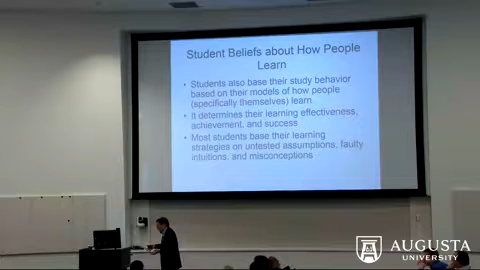 Student Beliefs about How People
Learn
• Students also base their study behavior
based on their models of how people
(specifically themselves) learn
• It determines their learning effectiveness,
achievement, and success
• Most students base their learning
strategies on untested assumptions, faulty
intuitions, and misconceptions
AUGUSTA
UNIVERSITY